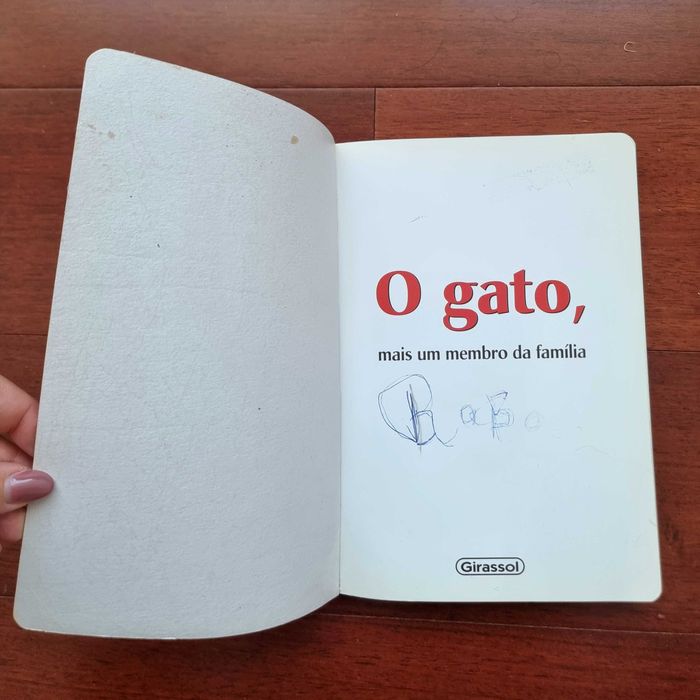 O gato,
mais um membro da família
Girassol